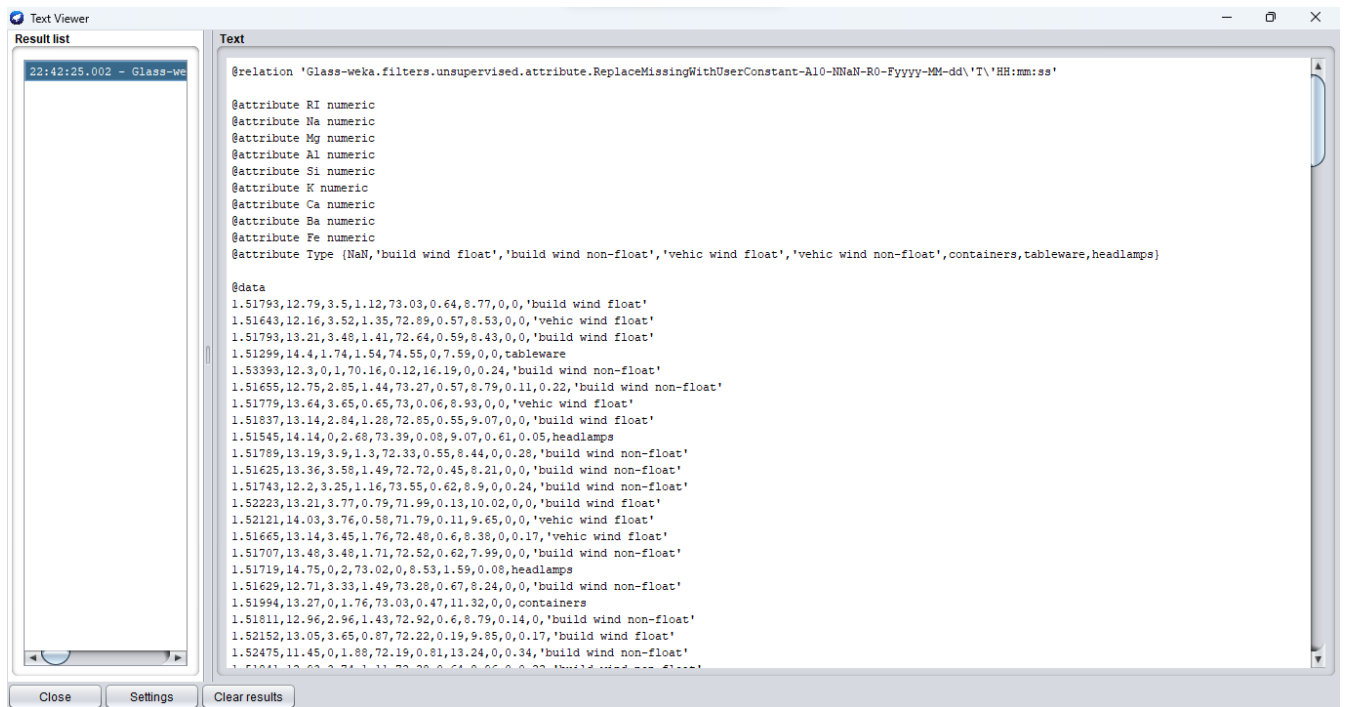 Text Viewer
Result list
Text
22:42:25.002 - Glass-we
@relation 'Glass-weka.filters.unsupervised.attribute.ReplaceMissingWithUserConstant-A10-NNaN-R0-Fyyyy-MM-dd\'T\'HH:mm:ss'
@attribute RI numeric
@attribute Na numeric
@attribute Mg numeric
@attribute Al numeric
@attribute Si numeric
@attribute K numeric
@attribute Ca numeric
@attribute Ba numeric
@attribute Fe numeric
@attribute Type {NaN,'build wind float','build wind non-float','vehic wind float','vehic wind non-float',containers,tableware,headlamps}
@data
1.51793,12.79,3.5,1.12,73.03,0.64,8.77,0,0,'build wind float'
1.51643,12.16,3.52,1.35,72.89,0.57,8.53,0,0,'vehic wind float'
1.51793,13.21,3.48,1.41,72.64,0.59,8.43,0,0,'build wind float'
1.51299,14.4,1.74,1.54,74.55,0,7.59,0,0,tableware
1.53393,12.3,0,1,70.16,0.12,16.19,0,0.24,'build wind non-float'
1.51655,12.75,2.85,1.44,73.27,0.57,8.79,0.11,0.22,'build wind non-float'
1.51779,13.64,3.65,0.65,73,0.06,8.93,0,0,'vehic wind float'
1.51837,13.14,2.84,1.28,72.85,0.55,9.07,0,0,'build wind float'
1.51545,14.14,0,2.68,73.39,0.08,9.07,0.61,0.05,headlamps
1.51789,13.19,3.9,1.3,72.33,0.55,8.44,0,0.28,'build wind non-float'
1.51625,13.36,3.58,1.49,72.72,0.45,8.21,0,0,'build wind non-float'
1.51743,12.2,3.25,1.16,73.55,0.62,8.9,0,0.24,'build wind non-float'
1.52223,13.21,3.77,0.79,71.99,0.13,10.02,0,0,'build wind float'
1.52121,14.03,3.76,0.58,71.79,0.11,9.65,0,0,'vehic wind float'
1.51665,13.14,3.45,1.76,72.48,0.6,8.38,0,0.17,'vehic wind float'
1.51707,13.48,3.48,1.71,72.52,0.62,7.99,0,0,'build wind non-float'
1.51719,14.75,0,2,73.02,0,8.53,1.59,0.08,headlamps
1.51629,12.71,3.33,1.49,73.28,0.67,8.24,0,0,'build wind non-float'
1.51994,13.27,0,1.76,73.03,0.47,11.32,0,0,containers
1.51811,12.96,2.96,1.43,72.92,0.6,8.79,0.14,0,'build wind non-float'
1.52152,13.05,3.65,0.87,72.22,0.19,9.85,0,0.17,'build wind float'
1.52475,11.45,0,1.88,72.19,0.81,13.24,0,0.34,'build wind non-float'
Close
Settings
Clear results